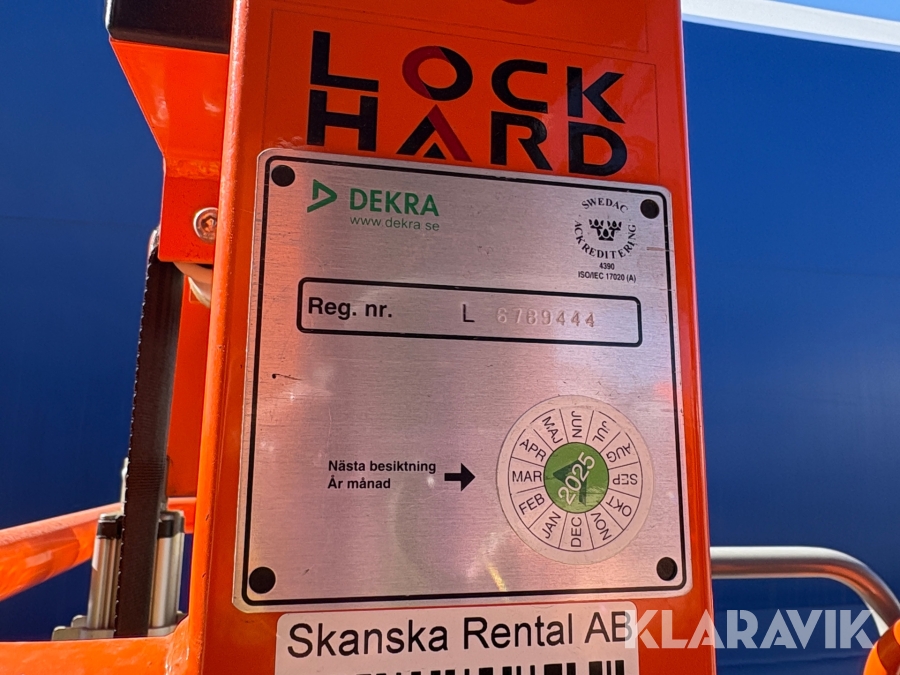 LOCK
HARD
DEKRA
www.dekra.se
SWEDAC
ACKREDITERING
4390
ISO/IEC 17020 (A)
Reg. nr. L 6789444
Nästa besiktning
År månad
JAN FEB MAR APR MAJ JUN JUL AUG SEP OKT NOV DEC
2025
Skanska Rental AB
KLARAVIK